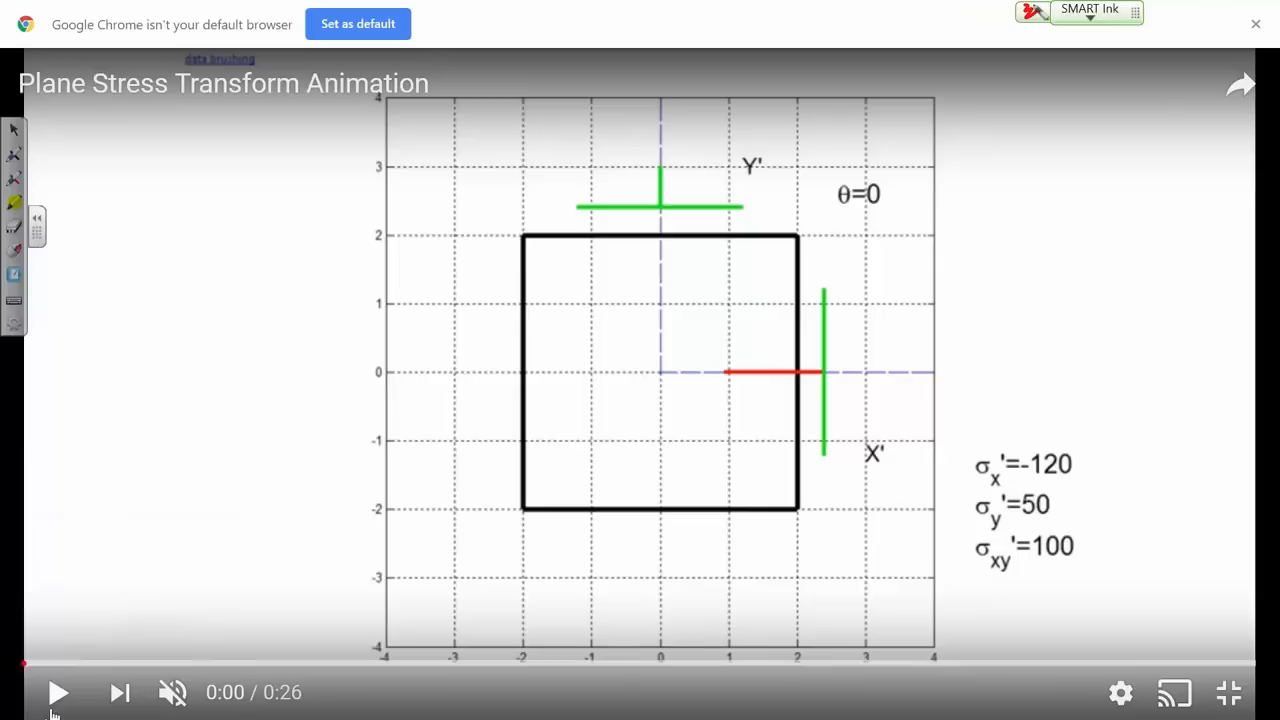 Google Chrome isn't your default browser
Set as default
SMART Ink
data brushing
Plane Stress Transform Animation
4
3
Y'
θ=0
2
1
0
-1
X'
σx'=-120
-2
σy'=50
σxy'=100
-3
-4
-4 -3 -2 -1 0 1 2 3 4
0:00 / 0:26